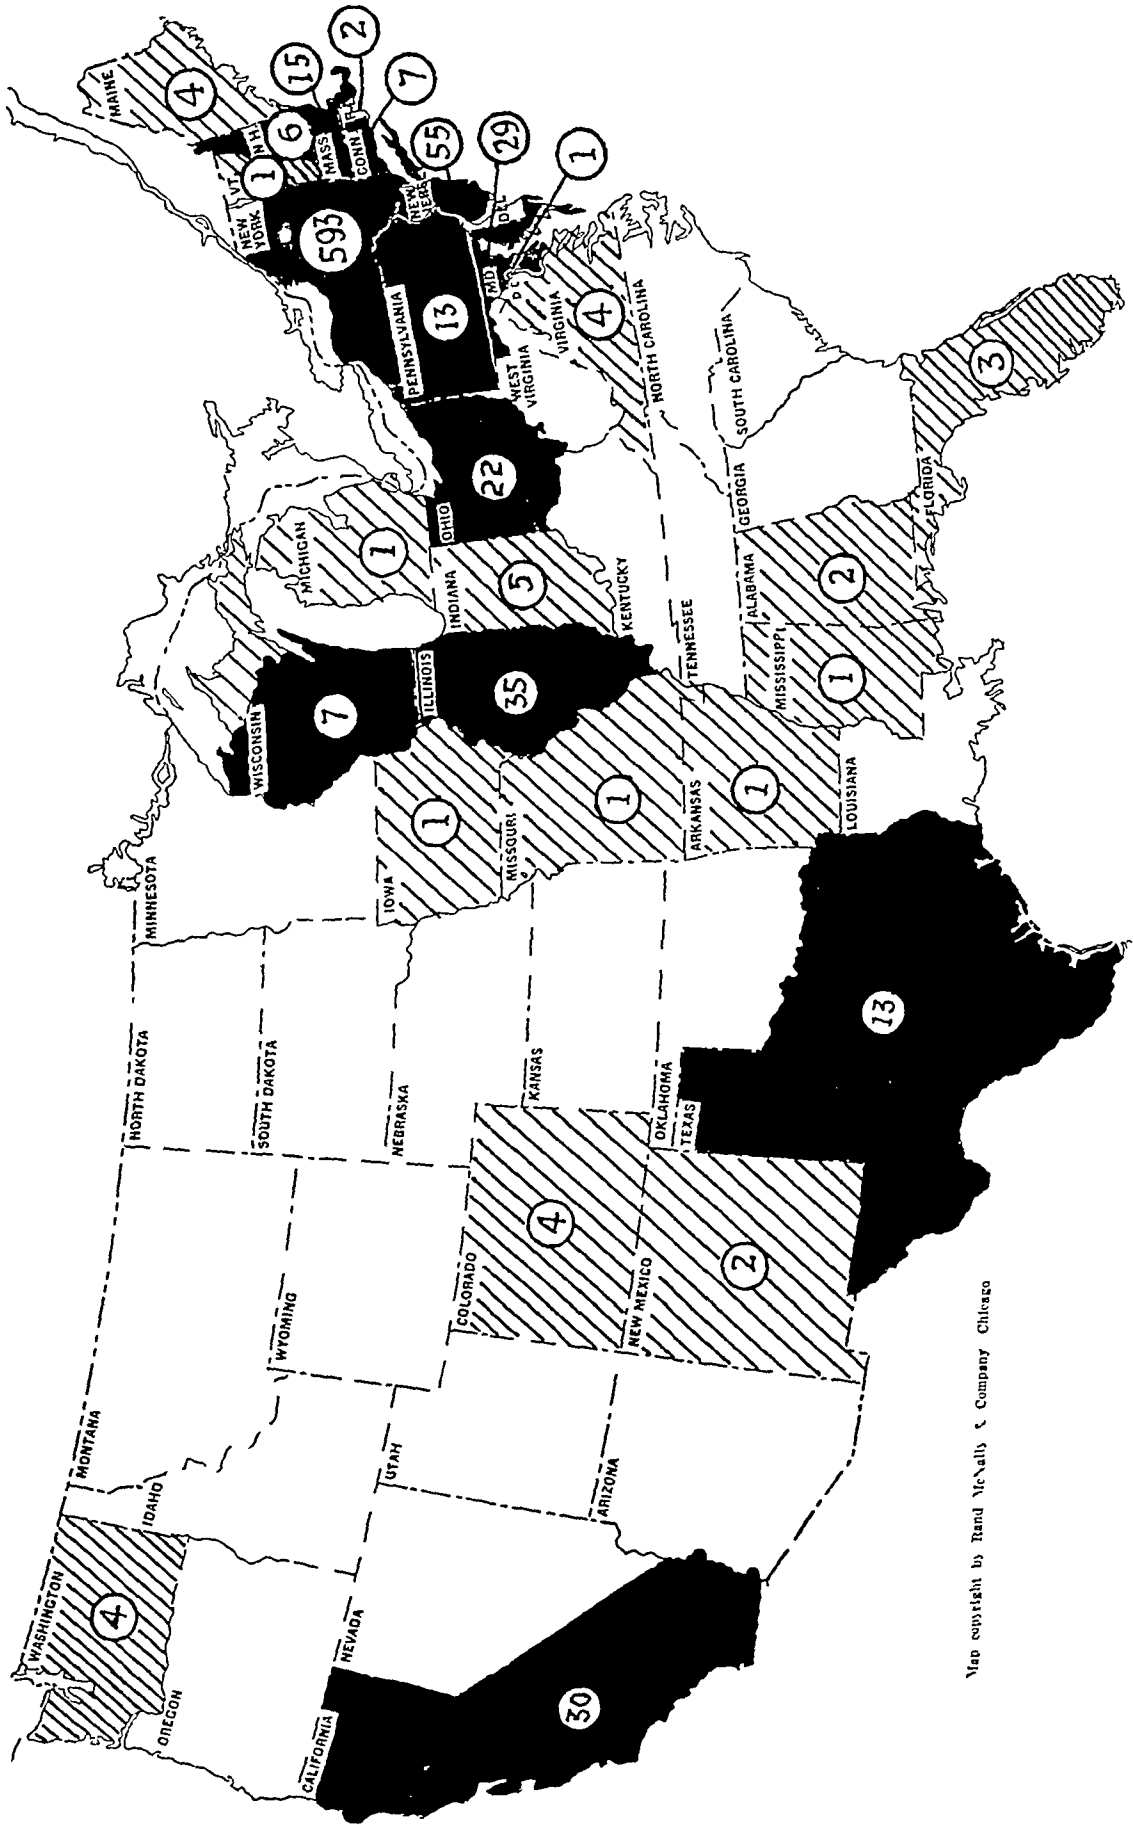 WASHINGTON
4
OREGON
CALIFORNIA
30
NEVADA
IDAHO
MONTANA
UTAH
ARIZONA
WYOMING
COLORADO
4
NEW MEXICO
2
NORTH DAKOTA
SOUTH DAKOTA
NEBRASKA
KANSAS
OKLAHOMA
TEXAS
13
MINNESOTA
IOWA
1
MISSOURI
1
ARKANSAS
1
LOUISIANA
WISCONSIN
7
ILLINOIS
35
MICHIGAN
1
INDIANA
5
OHIO
22
KENTUCKY
TENNESSEE
MISSISSIPPI
1
ALABAMA
2
GEORGIA
FLORIDA
3
SOUTH CAROLINA
NORTH CAROLINA
VIRGINIA
4
WEST
VIRGINIA
PENNSYLVANIA
13
NEW
YORK
593
VT.
1
N H
6
MAINE
4
MASS
15
R I
2
CONN
7
NEW
JERSEY
55
DEL
MD
29
D C
1
Map copyright by Rand McNally & Company Chicago